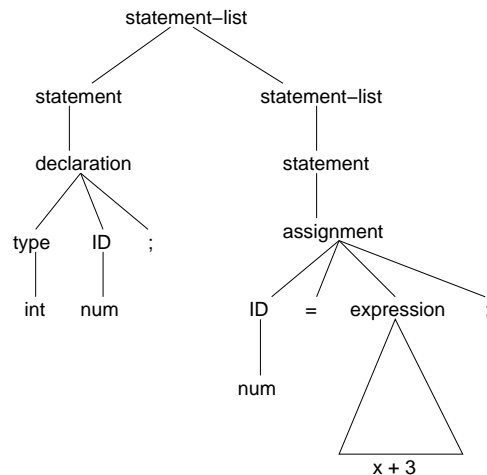 statement–list
statement statement–list
declaration statement
type ID ; assignment
int num ID = expression ;
num
x + 3